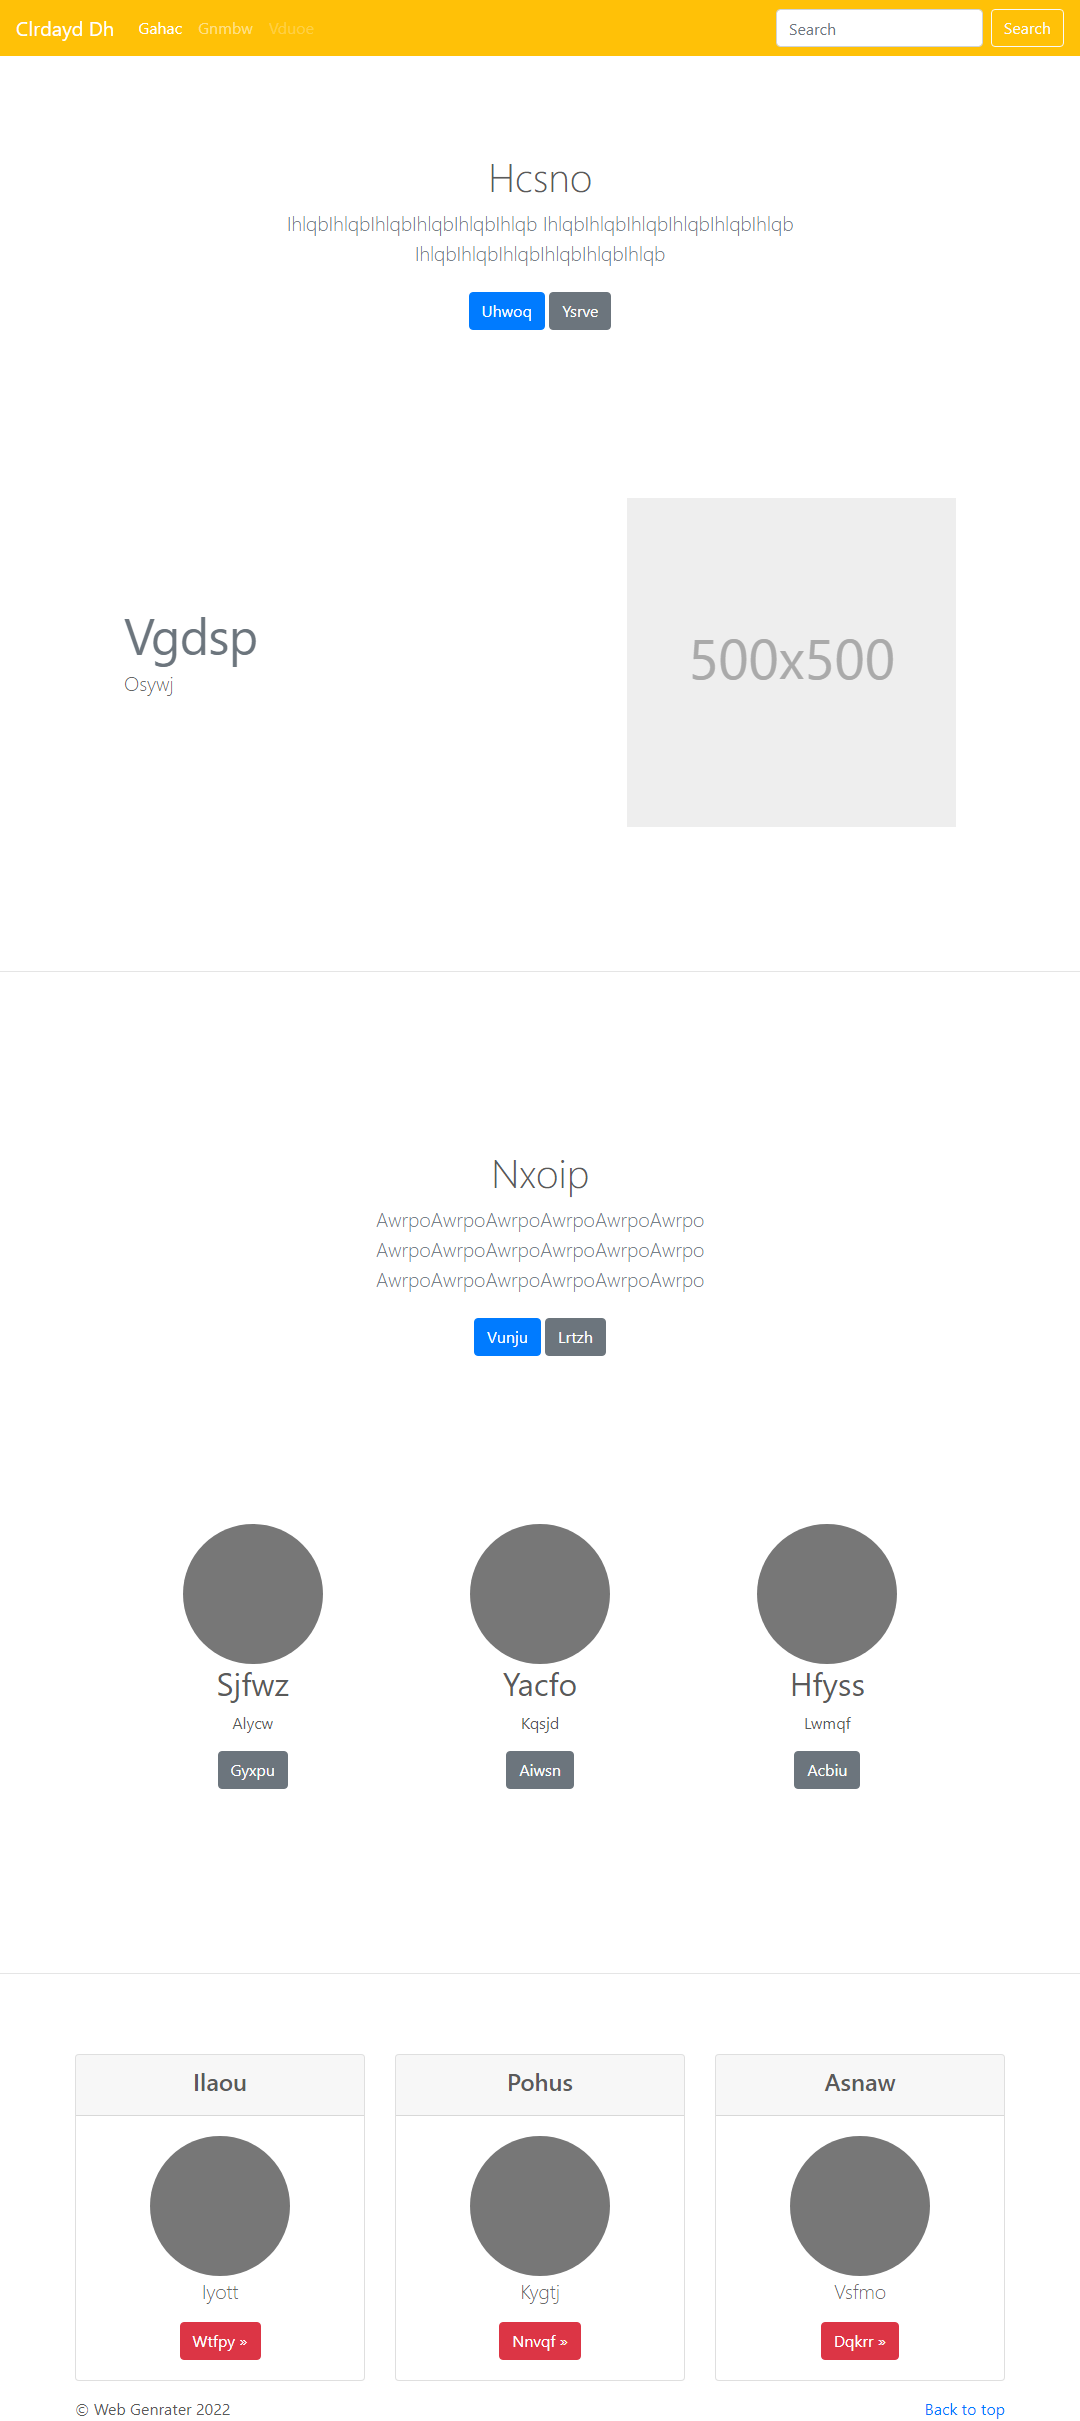 Clrdayd Dh Gahac Gnmbw Vduoe Search Search
Hcsno
IhlqbIhlqbIhlqbIhlqbIhlqbIhlqb IhlqbIhlqbIhlqbIhlqbIhlqbIhlqb
IhlqbIhlqbIhlqbIhlqbIhlqbIhlqb
Uhwoq Ysrve
Vgdsp
Osywj
500x500
Nxoip
AwrpoAwrpoAwrpoAwrpoAwrpoAwrpo
AwrpoAwrpoAwrpoAwrpoAwrpoAwrpo
AwrpoAwrpoAwrpoAwrpoAwrpoAwrpo
Vunju Lrtzh
Sjfwz Yacfo Hfyss
Alycw Kqsjd Lwmqf
Gyxpu Aiwsn Acbiu
Ilaou Pohus Asnaw
Iyott Kygtj Vsfmo
Wtfpy » Nnvqf » Dqkrr »
© Web Genrater 2022 Back to top